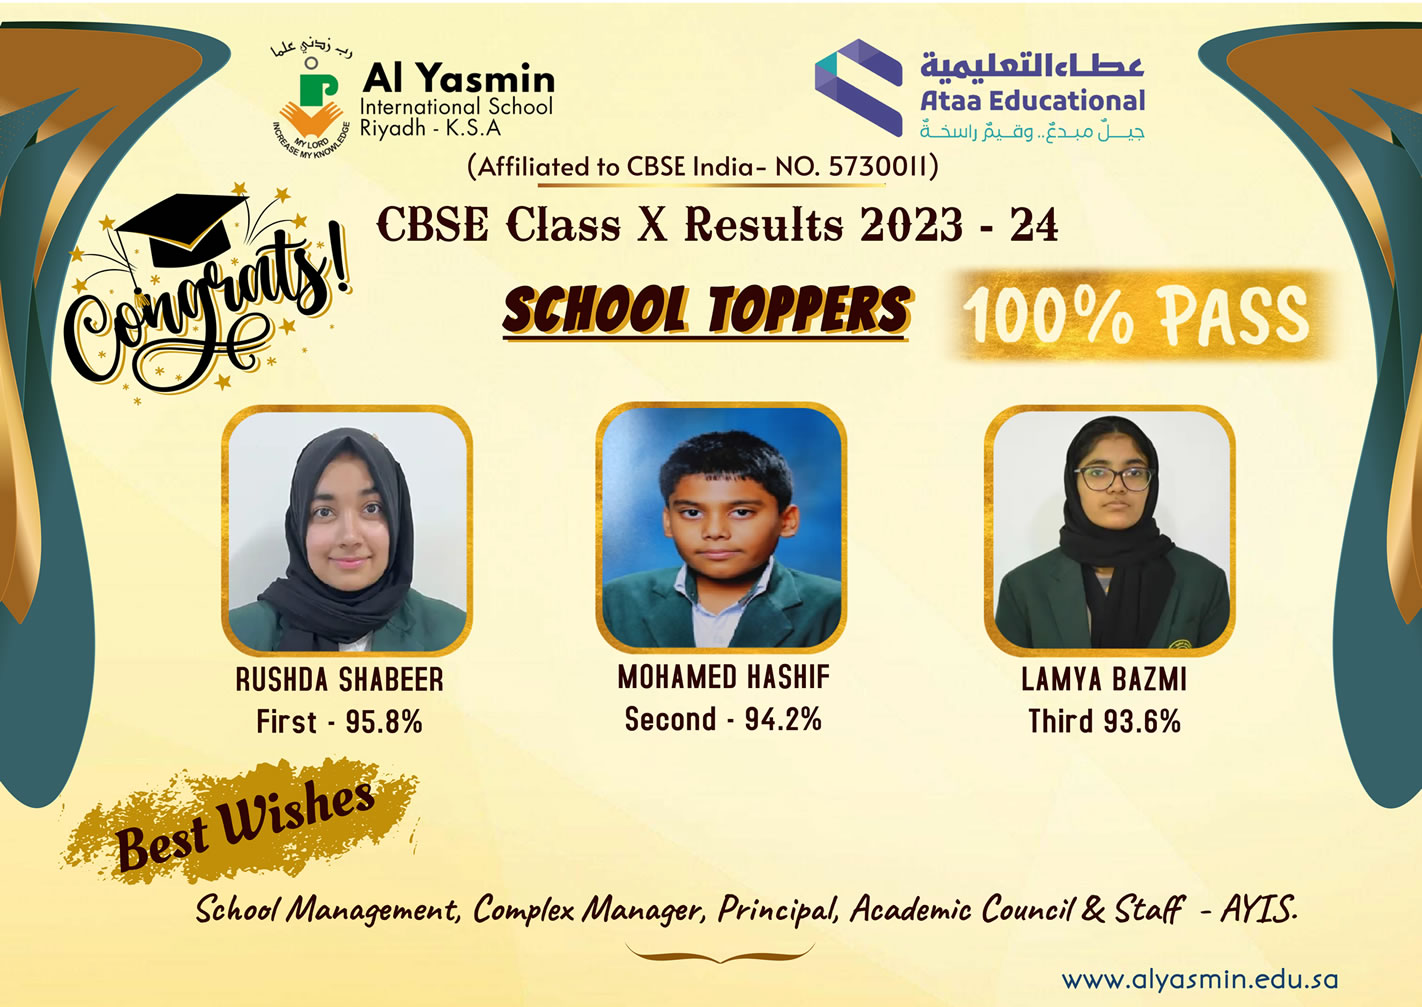 رب زدني علما
MY LORD
INCREASE MY KNOWLEDGE
Al Yasmin
International School
Riyadh - K.S.A
عطاء التعليمية
Ataa Educational
جيلٌ مبدعٌ.. وقيمٌ راسخةٌ
(Affiliated to CBSE India- NO. 5730011)
Congrats!
CBSE Class X Results 2023 - 24
SCHOOL TOPPERS
100% PASS
RUSHDA SHABEER
First - 95.8%
MOHAMED HASHIF
Second - 94.2%
LAMYA BAZMI
Third 93.6%
Best Wishes
School Management, Complex Manager, Principal, Academic Council & Staff - AYIS.
www.alyasmin.edu.sa